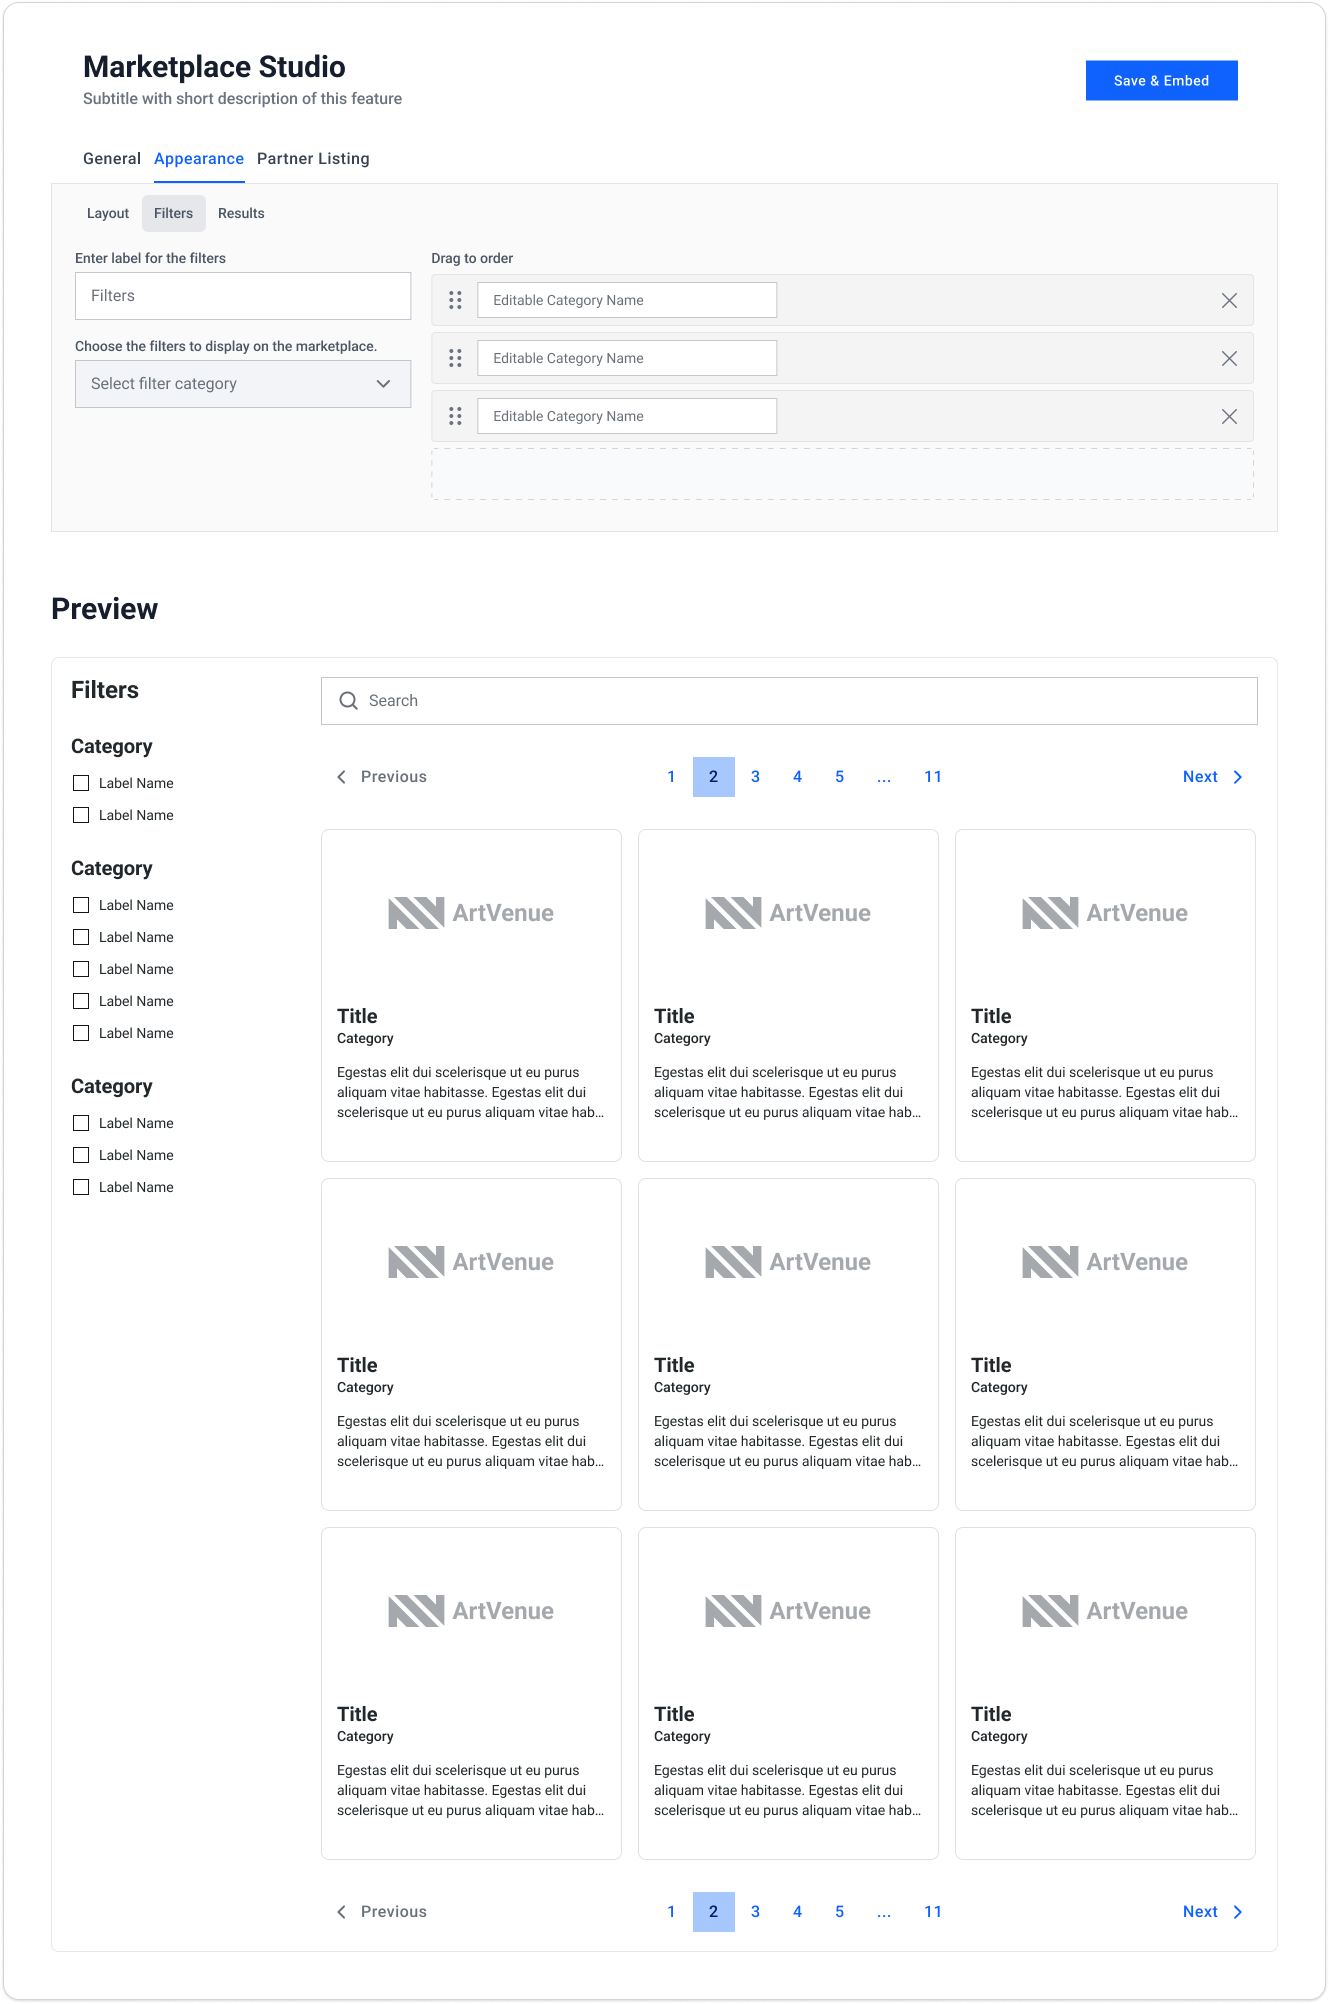 Marketplace Studio
Subtitle with short description of this feature
Save & Embed
General Appearance Partner Listing
Layout Filters Results
Enter label for the filters
Filters
Choose the filters to display on the marketplace.
Select filter category
Drag to order
Editable Category Name
Editable Category Name
Editable Category Name
Preview
Filters
Category
Label Name
Label Name
Category
Label Name
Label Name
Label Name
Label Name
Label Name
Category
Label Name
Label Name
Label Name
Search
Previous 1 2 3 4 5 ... 11 Next
ArtVenue
Title
Category
Egestas elit dui scelerisque ut eu purus
aliquam vitae habitasse. Egestas elit dui
scelerisque ut eu purus aliquam vitae hab...
ArtVenue
Title
Category
Egestas elit dui scelerisque ut eu purus
aliquam vitae habitasse. Egestas elit dui
scelerisque ut eu purus aliquam vitae hab...
ArtVenue
Title
Category
Egestas elit dui scelerisque ut eu purus
aliquam vitae habitasse. Egestas elit dui
scelerisque ut eu purus aliquam vitae hab...
ArtVenue
Title
Category
Egestas elit dui scelerisque ut eu purus
aliquam vitae habitasse. Egestas elit dui
scelerisque ut eu purus aliquam vitae hab...
ArtVenue
Title
Category
Egestas elit dui scelerisque ut eu purus
aliquam vitae habitasse. Egestas elit dui
scelerisque ut eu purus aliquam vitae hab...
ArtVenue
Title
Category
Egestas elit dui scelerisque ut eu purus
aliquam vitae habitasse. Egestas elit dui
scelerisque ut eu purus aliquam vitae hab...
ArtVenue
Title
Category
Egestas elit dui scelerisque ut eu purus
aliquam vitae habitasse. Egestas elit dui
scelerisque ut eu purus aliquam vitae hab...
ArtVenue
Title
Category
Egestas elit dui scelerisque ut eu purus
aliquam vitae habitasse. Egestas elit dui
scelerisque ut eu purus aliquam vitae hab...
ArtVenue
Title
Category
Egestas elit dui scelerisque ut eu purus
aliquam vitae habitasse. Egestas elit dui
scelerisque ut eu purus aliquam vitae hab...
Previous 1 2 3 4 5 ... 11 Next